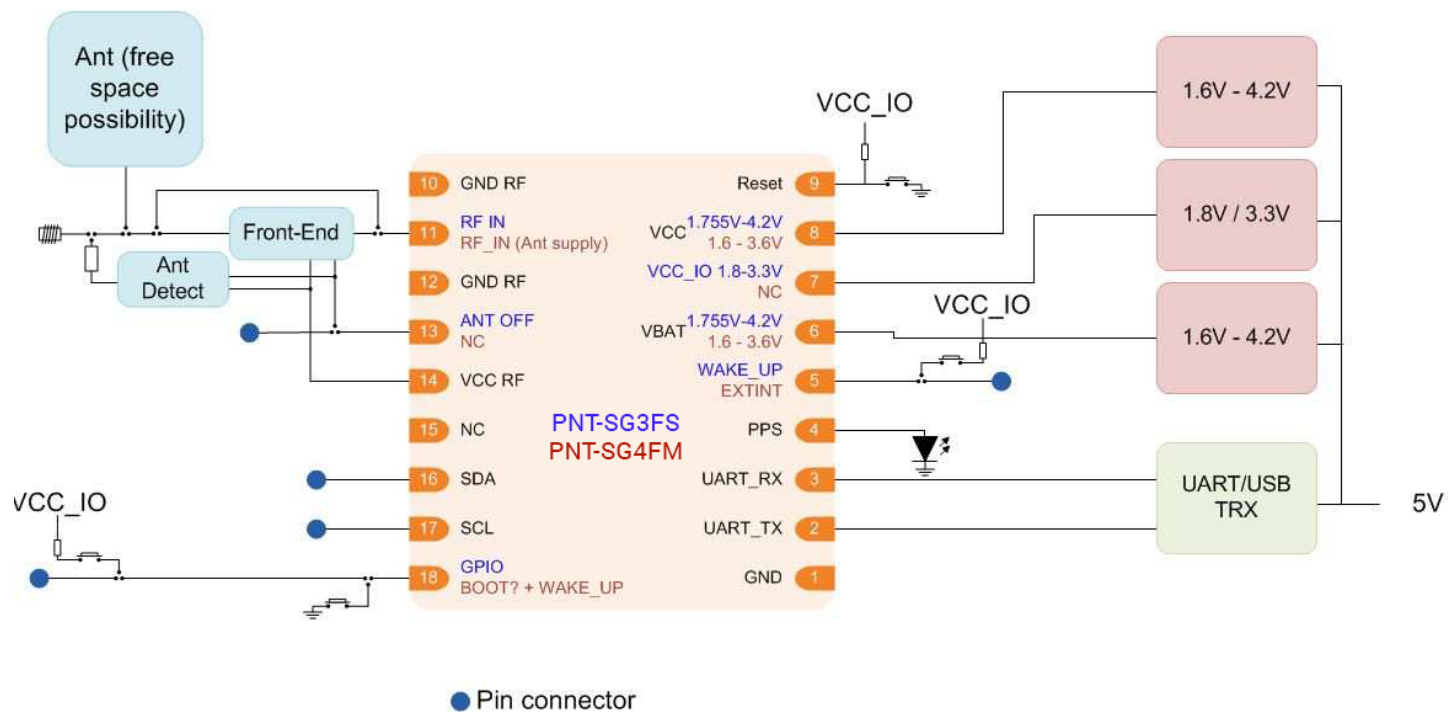 Ant (free
space
possibility)
Front-End
Ant
Detect
VCC_IO
10 GND RF
11 RF IN
RF_IN (Ant supply)
12 GND RF
13 ANT OFF
NC
14 VCC RF
15 NC
16 SDA
17 SCL
18 GPIO
BOOT? + WAKE_UP
PNT-SG3FS
PNT-SG4FM
Reset 9
VCC 1.755V-4.2V 8
1.6 - 3.6V
VCC_IO 1.8-3.3V 7
NC
VBAT 1.755V-4.2V 6
1.6 - 3.6V
WAKE_UP 5
EXTINT
PPS 4
UART_RX 3
UART_TX 2
GND 1
VCC_IO
VCC_IO
1.6V - 4.2V
1.8V / 3.3V
1.6V - 4.2V
UART/USB
TRX
5V
Pin connector